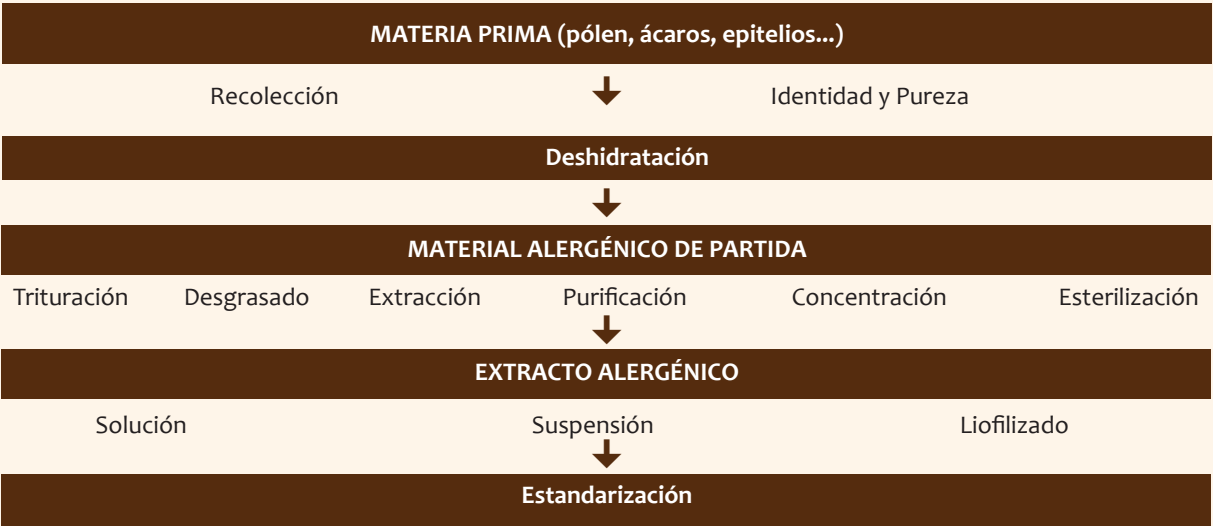 MATERIA PRIMA (pólen, ácaros, epitelios...)
Recolección Identidad y Pureza
Deshidratación
MATERIAL ALERGÉNICO DE PARTIDA
Trituración Desgrasado Extracción Purificación Concentración Esterilización
EXTRACTO ALERGÉNICO
Solución Suspensión Liofilizado
Estandarización